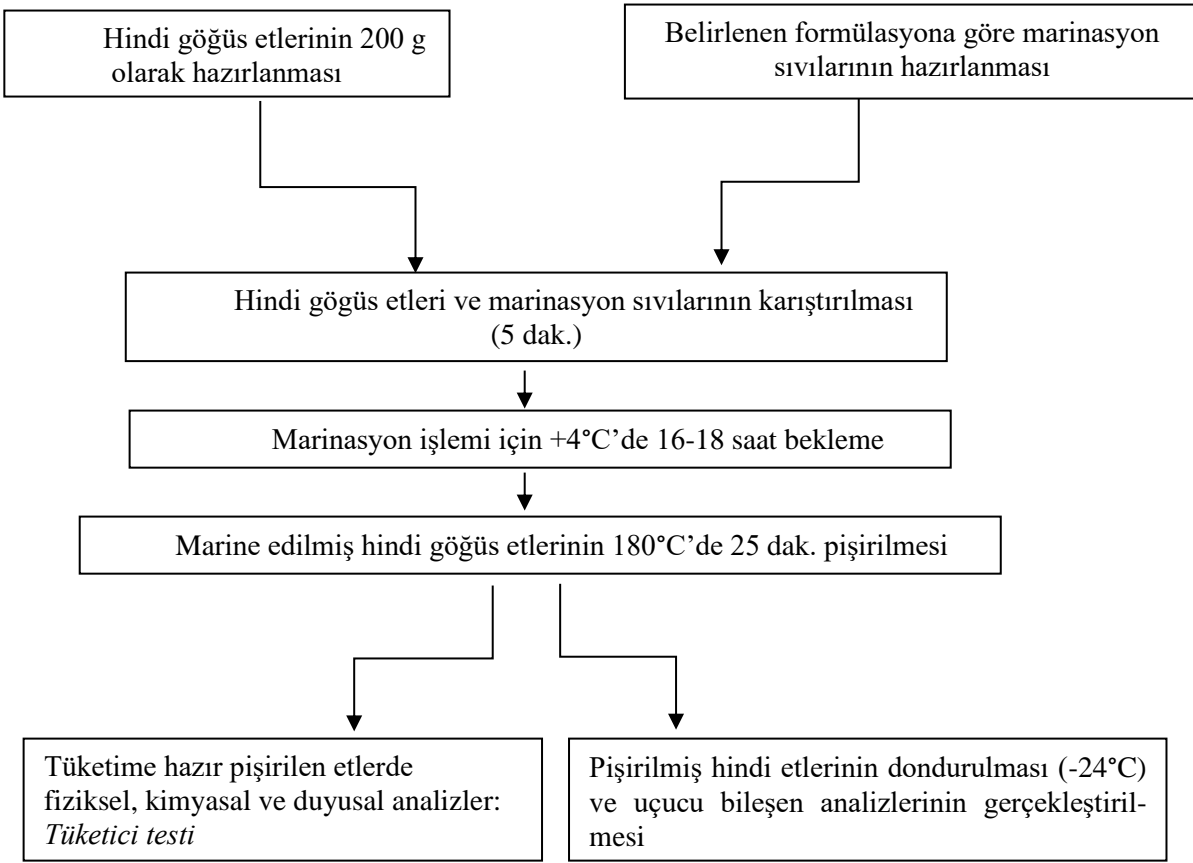 Hindi göğüs etlerinin 200 g
olarak hazırlanması
Belirlenen formülasyona göre marinasyon
sıvılarının hazırlanması
Hindi gögüs etleri ve marinasyon sıvılarının karıştırılması
(5 dak.)
Marinasyon işlemi için +4°C’de 16-18 saat bekleme
Marine edilmiş hindi göğüs etlerinin 180°C’de 25 dak. pişirilmesi
Tüketime hazır pişirilen etlerde
fiziksel, kimyasal ve duyusal analizler:
Tüketici testi
Pişirilmiş hindi etlerinin dondurulması (-24°C)
ve uçucu bileşen analizlerinin gerçekleştiril-
mesi